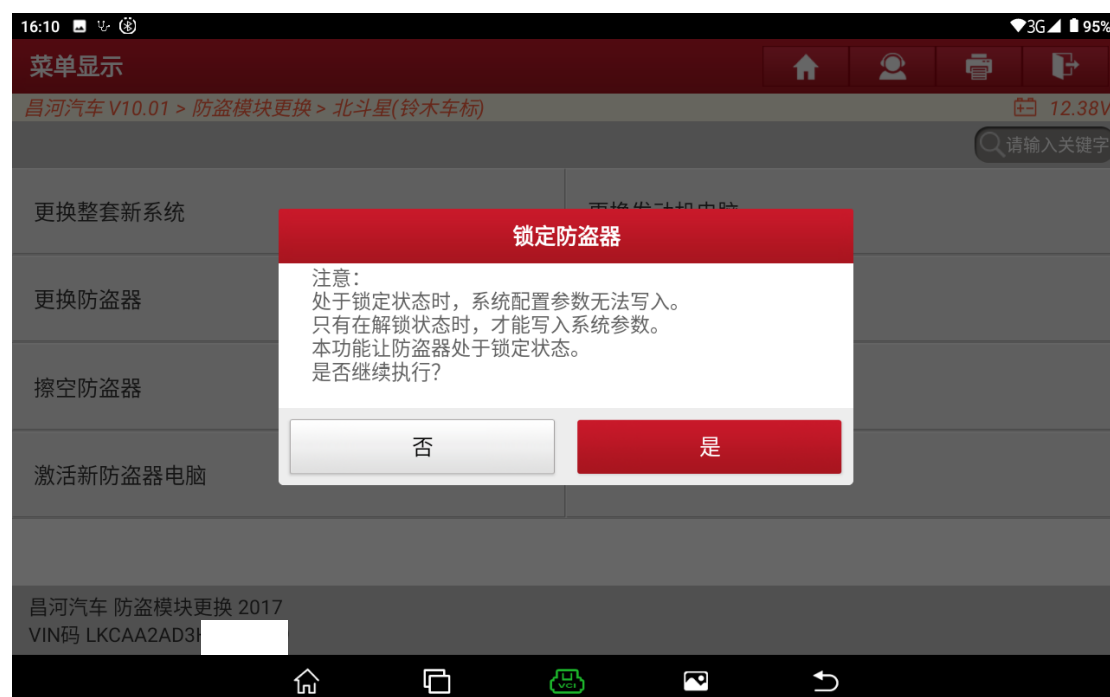 16:10
3G
95%
菜单显示
昌河汽车 V10.01 > 防盗模块更换 > 北斗星(铃木车标)
12.38V
请输入关键字
更换整套新系统
更换发动机电脑
锁定防盗器
注意：
处于锁定状态时，系统配置参数无法写入。
只有在解锁状态时，才能写入系统参数。
本功能让防盗器处于锁定状态。
是否继续执行？
更换防盗器
擦空防盗器
否
是
激活新防盗器电脑
昌河汽车 防盗模块更换 2017
VIN码 LKCAA2AD3
VCI